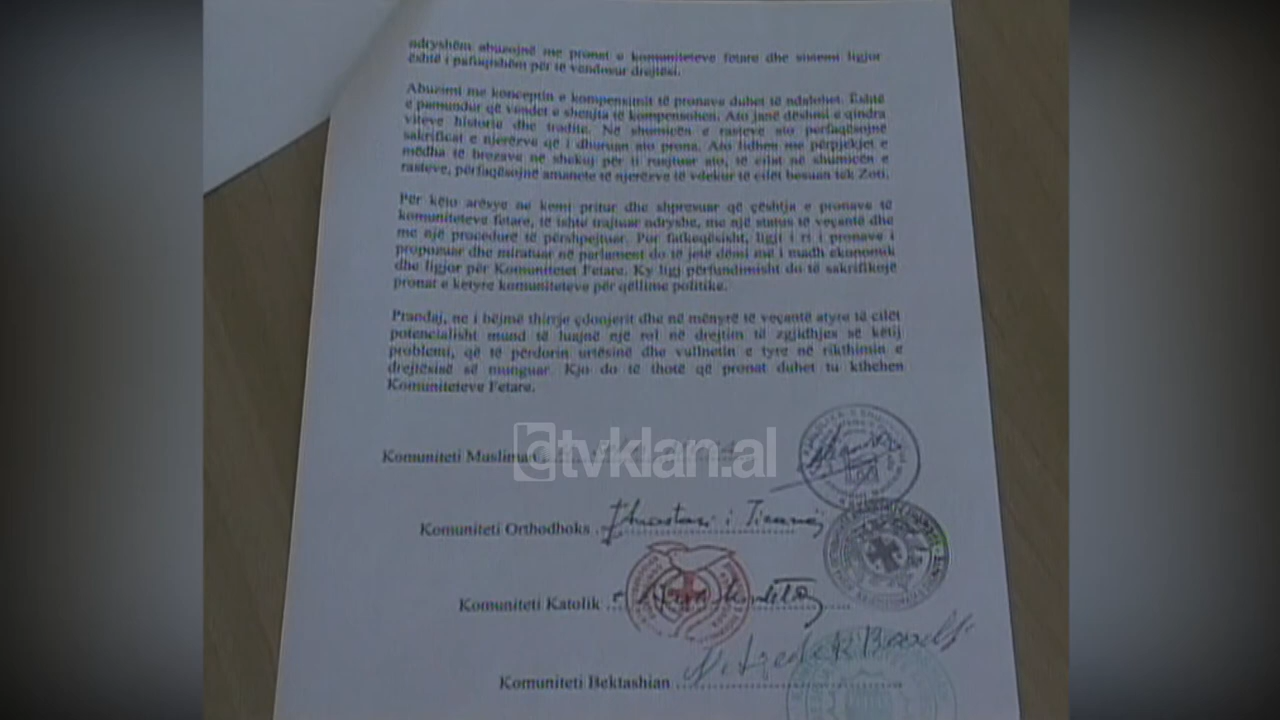 ndryshëm abuzojnë me pronat e komuniteteve fetare dhe sistemi ligjor
është i pafuqishëm për të vendosur drejtësi.
Abuzimi me konceptin e kompensimit të pronave duhet të ndalohet. Është
e pamundur që vendet e shenjta të kompensohen. Ato janë dëshmi e qindra
viteve historie dhe tradite. Në shumicën e rasteve ato përfaqësojnë
sakrificat e njerëzve që i dhuruan ato prona. Ato lidhen me përpjekjet e
mëdha të brezave në shekuj për ti ruajtur ato, të cilat në shumicën e
rasteve, përfaqësojnë amanete të njerëzve të vdekur të cilët besuan tek Zoti.
Për këto arësye ne kemi pritur dhe shpresuar që çështja e pronave të
komuniteteve fetare, të ishte trajtuar ndryshe, me një status të veçantë dhe
me një procedurë të përshpejtuar. Por fatkeqësisht, ligji i ri i pronave i
propozuar dhe miratuar në parlament do të jetë dëmi më i madh ekonomik
dhe ligjor për Komunitetet Fetare. Ky ligj përfundimisht do të sakrifikojë
pronat e këtyre komuniteteve për qëllime politike.
Prandaj, ne i bëjmë thirrje çdonjerit dhe në mënyrë të veçantë atyre të cilët
potencialisht mund të luajnë një rol në drejtim të zgjidhjes së këtij
problemi, që të përdorin urtësinë dhe vullnetin e tyre në rikthimin e
drejtësisë së munguar. Kjo do të thotë që pronat duhet tu kthehen
Komuniteteve Fetare.
Komuniteti Musliman
tvklan.al
Komuniteti Orthodhoks
Komuniteti Katolik
Komuniteti Bektashian